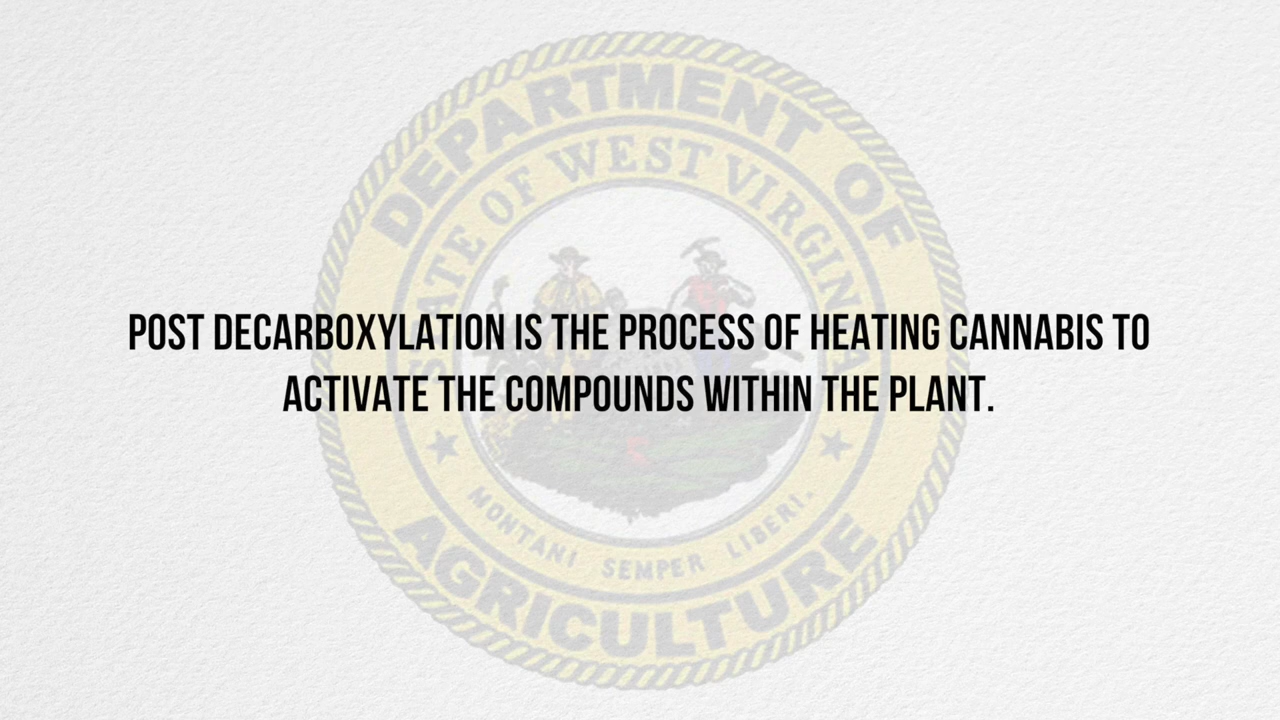 DEPARTMENT OF
STATE OF WEST VIRGINIA
POST DECARBOXYLATION IS THE PROCESS OF HEATING CANNABIS TO
ACTIVATE THE COMPOUNDS WITHIN THE PLANT.
MONTANI SEMPER LIBERI.
AGRICULTURE